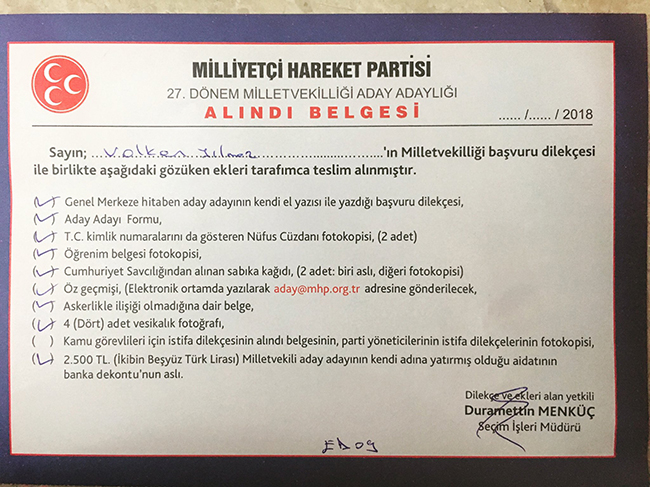 MİLLİYETÇİ HAREKET PARTİSİ
27. DÖNEM MİLLETVEKİLLİĞİ ADAY ADAYLIĞI
ALINDI BELGESİ
....../....../ 2018
Sayın; ...Volkan Yılmaz.....................'ın Milletvekilliği başvuru dilekçesi
ile birlikte aşağıdaki gözüken ekleri tarafımca teslim alınmıştır.
Genel Merkeze hitaben aday adayının kendi el yazısı ile yazdığı başvuru dilekçesi,
Aday Adayı Formu,
T.C. kimlik numaralarını da gösteren Nüfus Cüzdanı fotokopisi, (2 adet)
Öğrenim belgesi fotokopisi,
Cumhuriyet Savcılığından alınan sabıka kağıdı, (2 adet: biri aslı, diğeri fotokopisi)
Öz geçmişi, (Elektronik ortamda yazılarak aday@mhp.org.tr adresine gönderilecek,
Askerlikle ilişiği olmadığına dair belge,
4 (Dört) adet vesikalık fotoğrafı,
( ) Kamu görevlileri için istifa dilekçesinin alındı belgesinin, parti yöneticilerinin istifa dilekçelerinin fotokopisi,
2.500 TL. (İkibin Beşyüz Türk Lirası) Milletvekili aday adayının kendi adına yatırmış olduğu aidatının
banka dekontu'nun aslı.
Dilekçe ve ekleri alan yetkili
Duramettin MENKÜÇ
Seçim İşleri Müdürü